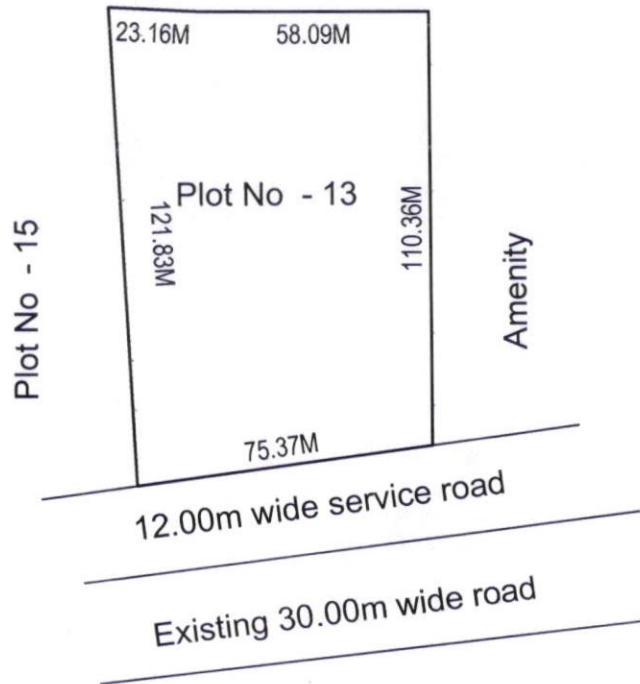 23.16M 58.09M
Plot No - 13
121.83M
110.36M
Plot No - 15
Amenity
75.37M
12.00m wide service road
Existing 30.00m wide road